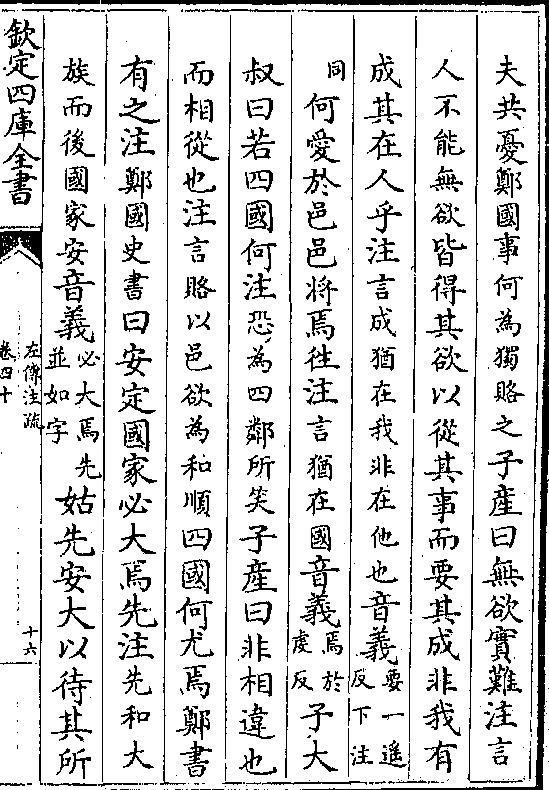 夫共憂鄭國事何為獨賂之子產曰無欲實難注言
人不能無欲皆得其欲以從其事而要其成非我有
成其在人乎注言成猶在我非在他也音義要一遥反下注
同何愛於邑邑將焉徃注言猶在國音義焉於虔反子大
叔曰若四國何注恐為四鄰所笑子產曰非相違也
而相從也注言賂以邑欲為和順四國何尤焉鄭書
有之注鄭國史書曰安定國家必大焉先注先和大
族而後國家安音義必大焉先並如字姑先安大以待其所
欽定四庫全書
左傳注疏
卷四十
十六